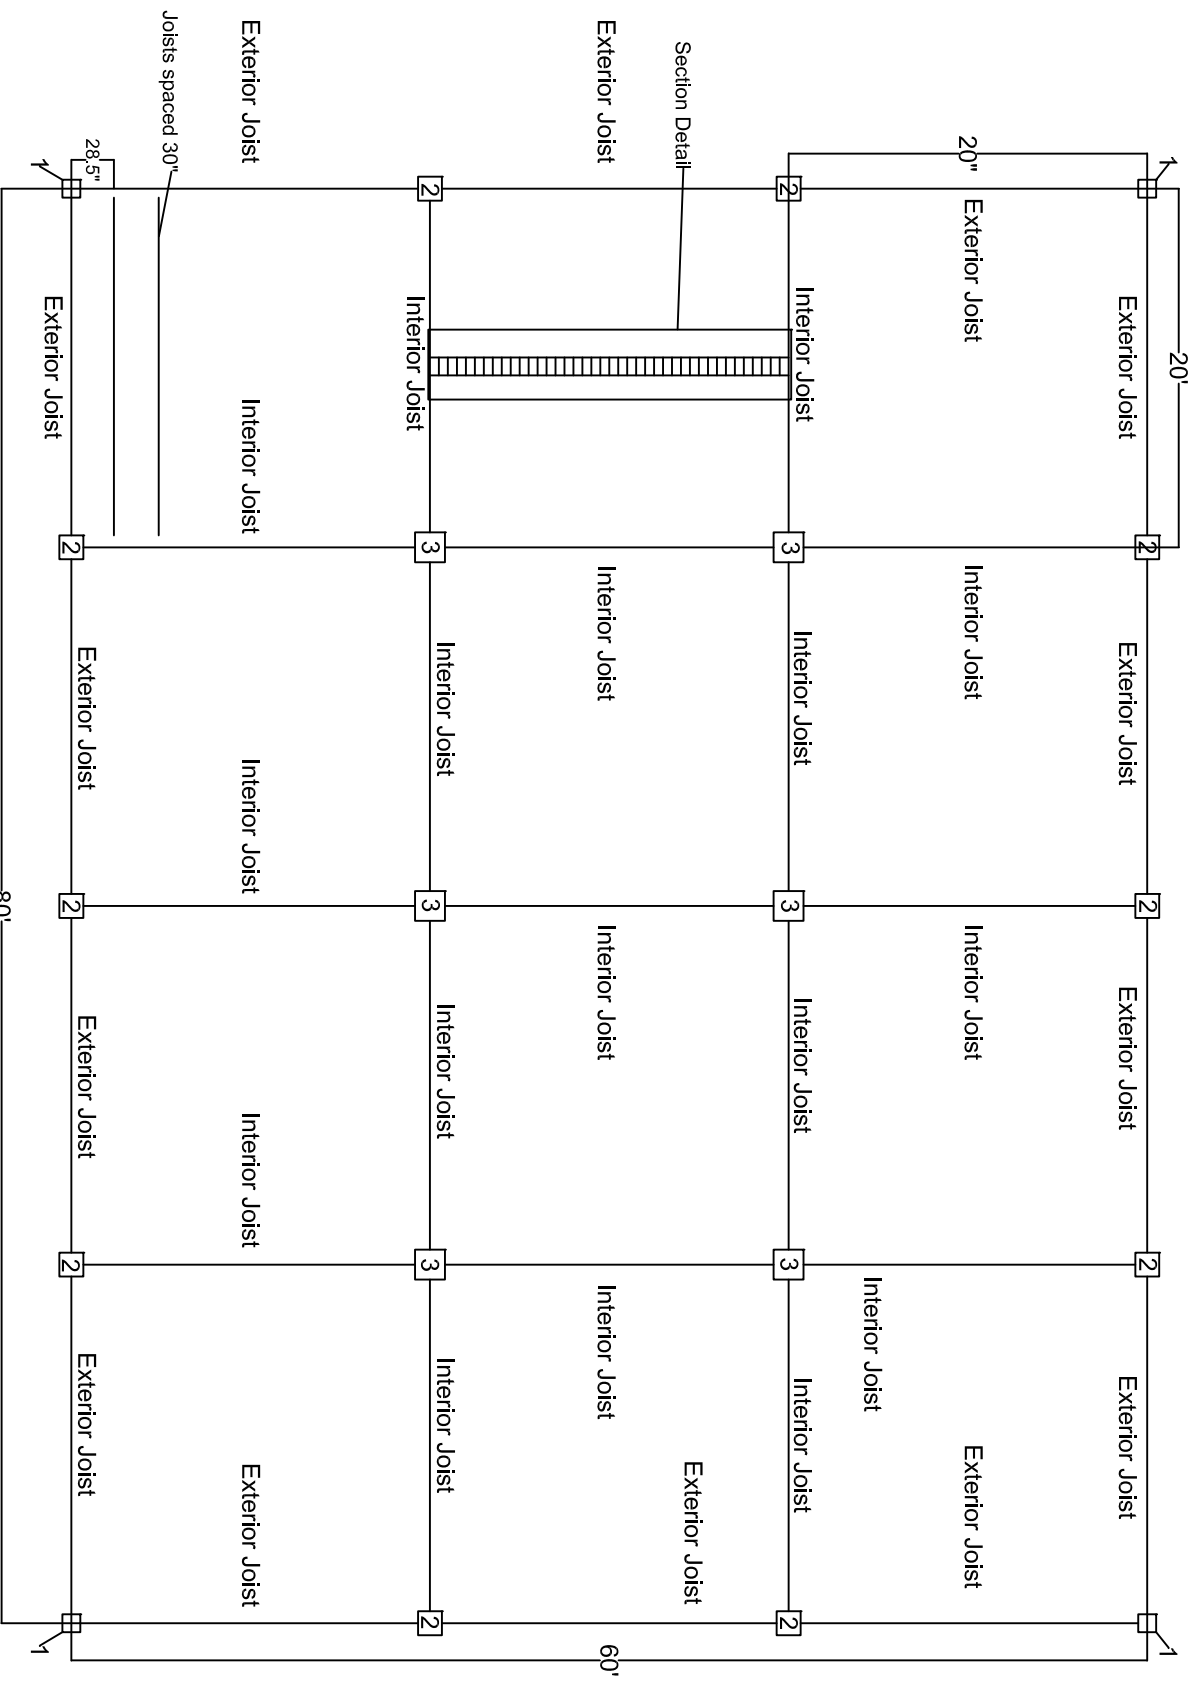 20'
1
1
2
2
2
Exterior Joist
Exterior Joist
Exterior Joist
Exterior Joist
20"
Exterior Joist
Interior Joist
Interior Joist
Exterior Joist
Interior Joist
Interior Joist
Interior Joist
Interior Joist
Interior Joist
2
3
3
3
2
Section Detail
Exterior Joist
Exterior Joist
Interior Joist
Interior Joist
Interior Joist
60'
Interior Joist
Interior Joist
Interior Joist
2
3
3
3
2
Interior Joist
Exterior Joist
Interior Joist
Interior Joist
Interior Joist
Exterior Joist
Joists spaced 30"
28.5"
Exterior Joist
Exterior Joist
Exterior Joist
2
2
2
Exterior Joist
1
1
80'